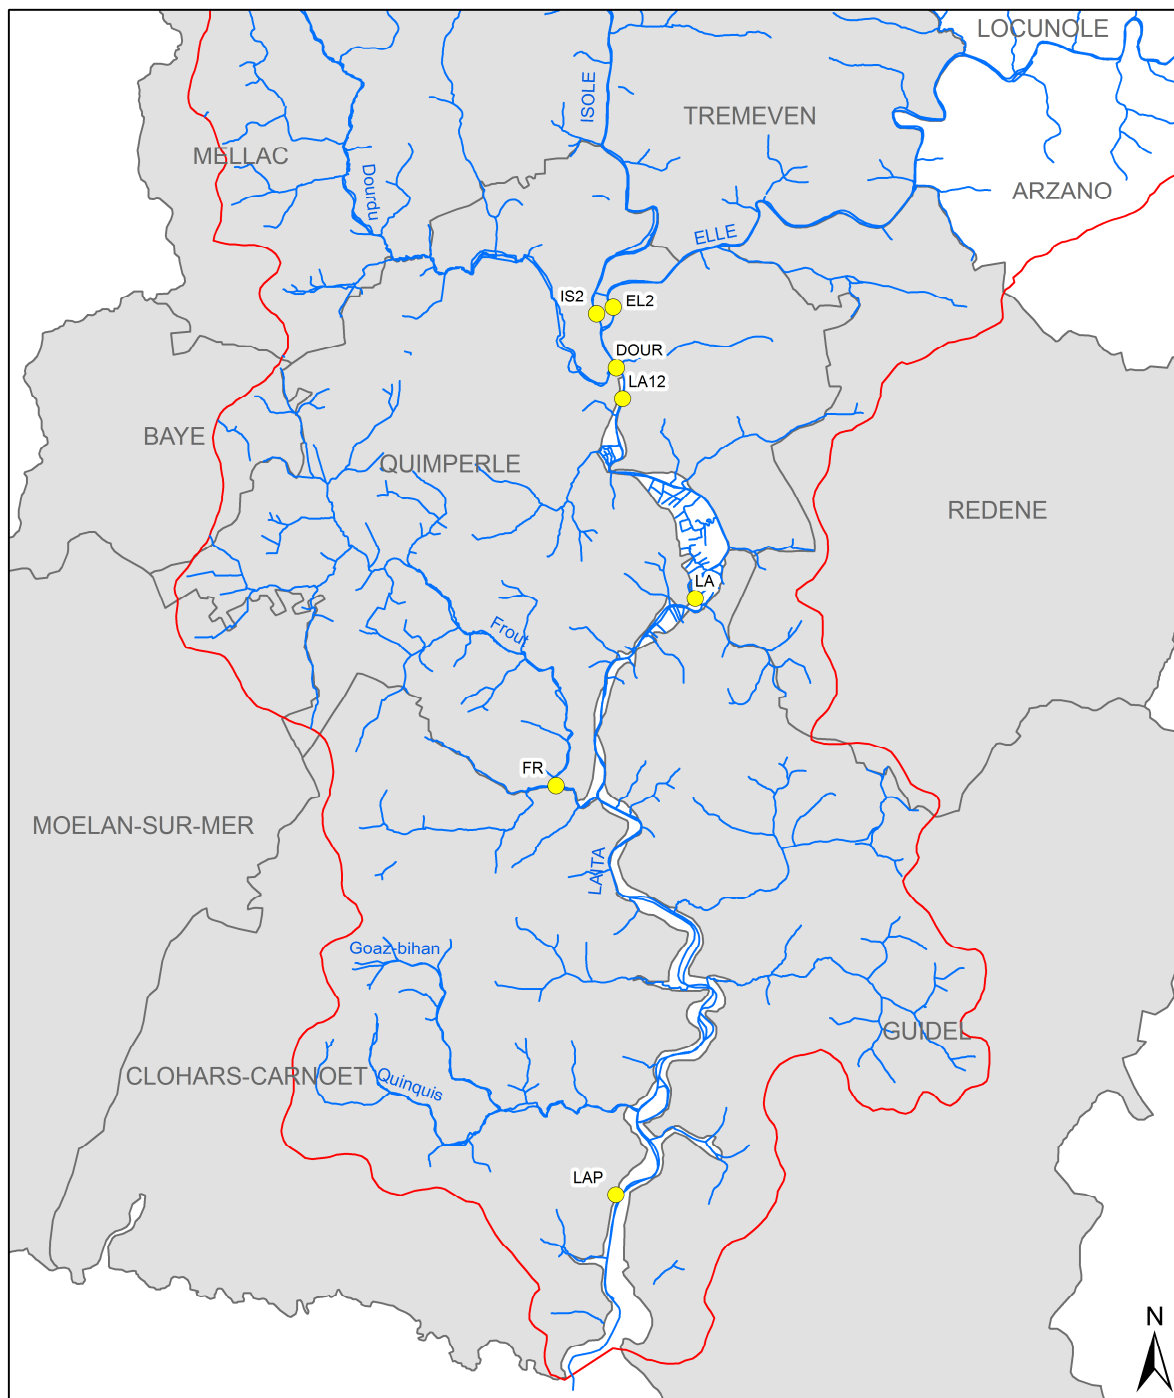 LOCUNOLE
ISOLE
TREMEVEN
MELLAC
Dourdu
ARZANO
ELLE
IS2
EL2
DOUR
LA12
BAYE
QUIMPERLE
REDENE
LA
Frout
FR
MOELAN-SUR-MER
LAITA
Goaz-bihan
GUIDEL
CLOHARS-CARNOET
Quinquis
LAP
N